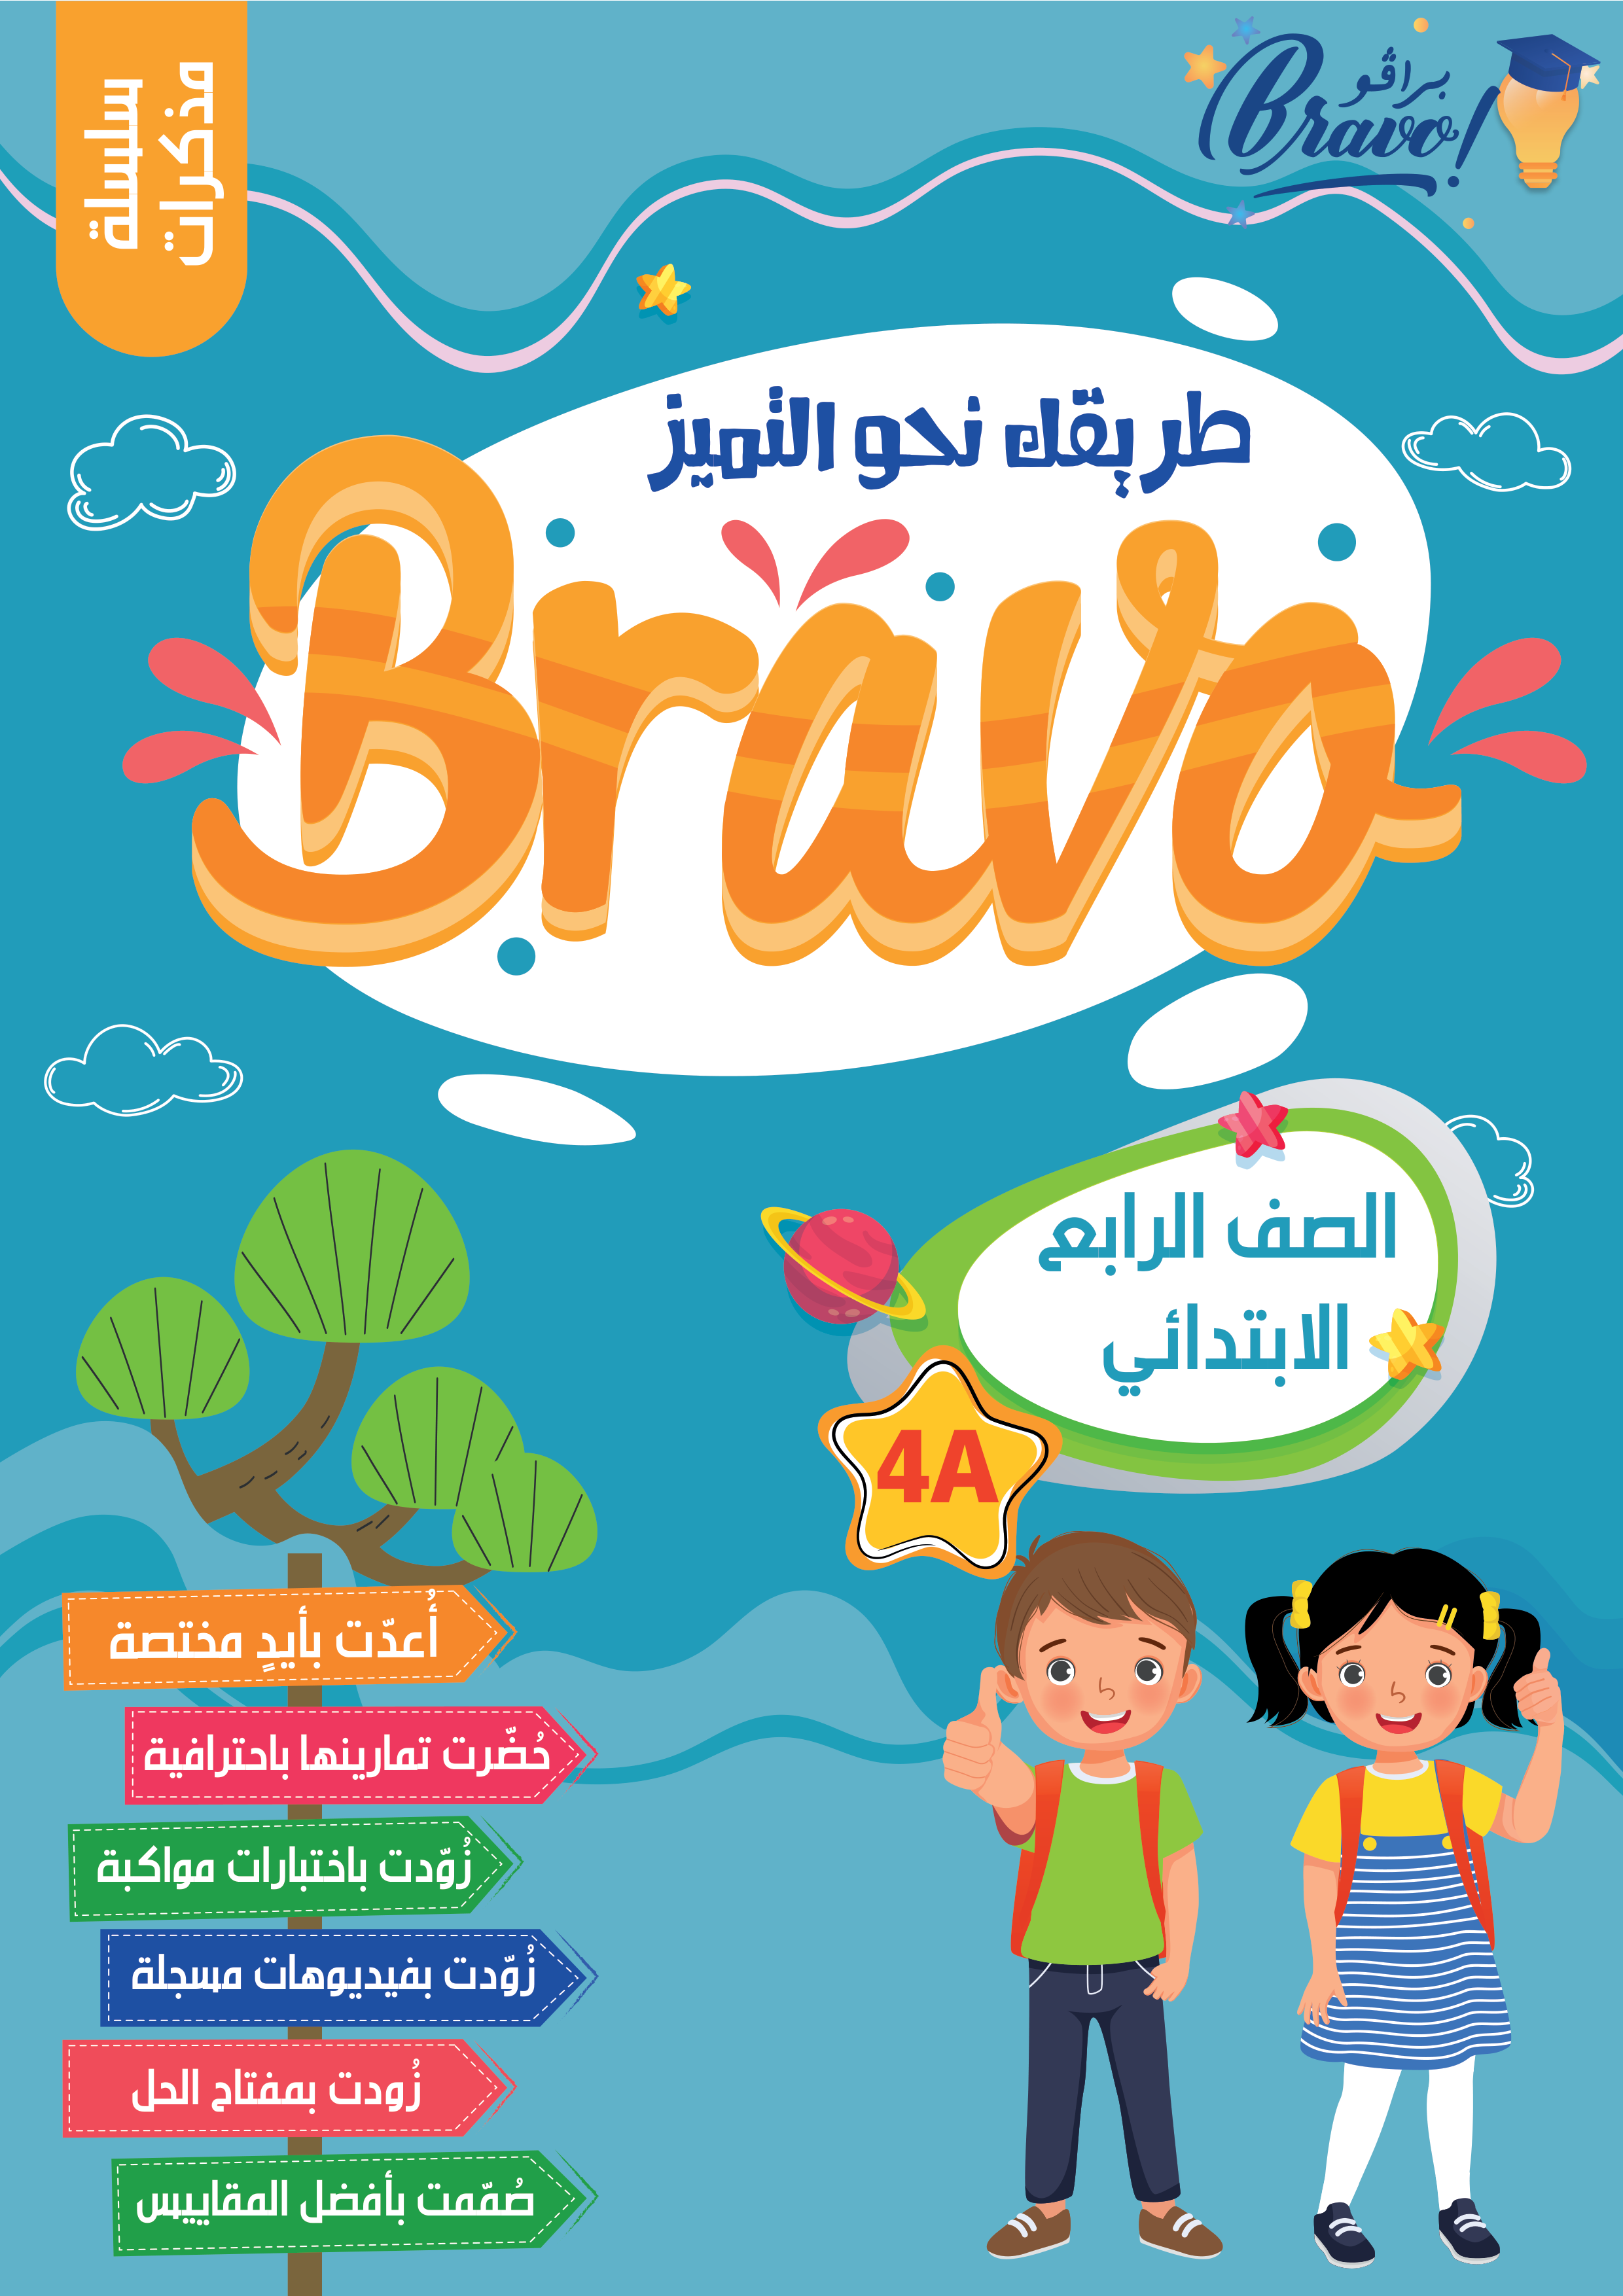 سلسلة
مذكرات
براڤو
Bravo!
طريقك نحو التميز
Bravo
الصف الرابع
الابتدائي
4A
أُعدّت بأيدٍ مختصة
حُضّرت تمارينها باحترافية
زُوّدت باختبارات مواكبة
زُوّدت بفيديوهات مسجلة
زُودت بمفتاح الحل
صُمّمت بأفضل المقاييس